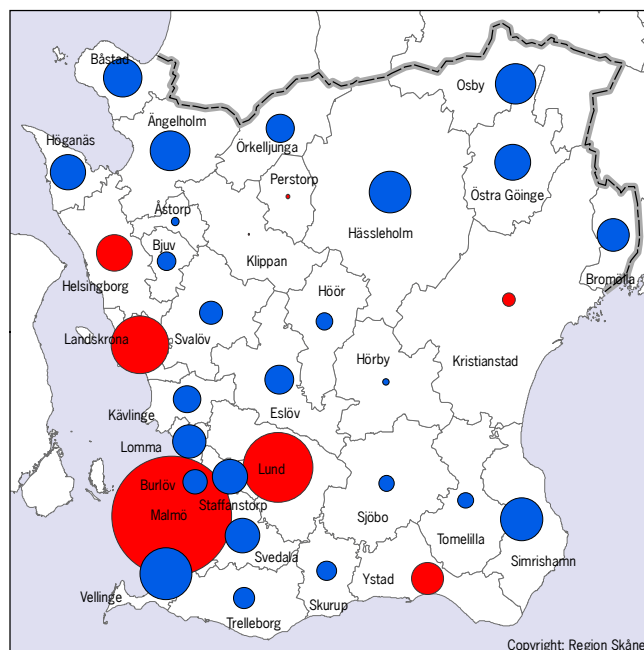 Båstad
Osby
Ängelholm
Höganäs
Örkelljunga
Östra Göinge
Perstorp
Åstorp
Hässleholm
Bjuv
Klippan
Bromölla
Helsingborg
Höör
Landskrona
Svalöv
Kristianstad
Hörby
Kävlinge
Eslöv
Lomma
Lund
Burlöv
Staffanstorp
Malmö
Sjöbo
Tomelilla
Svedala
Simrishamn
Ystad
Vellinge
Skurup
Trelleborg
Copyright: Region Skåne